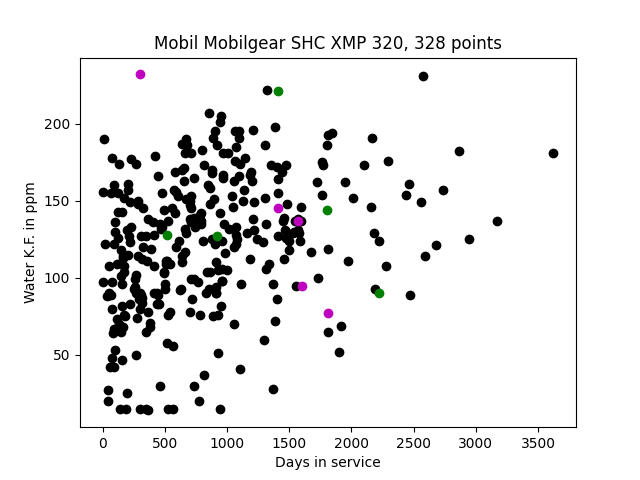 Mobil Mobilgear SHC XMP 320, 328 points
200
150
100
50
Water K.F. in ppm
0 500 1000 1500 2000 2500 3000 3500
Days in service